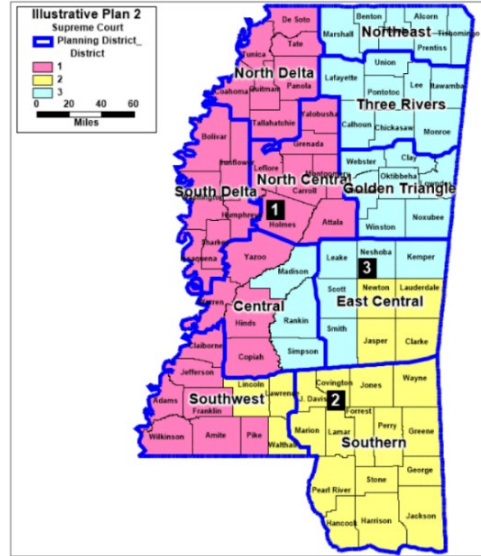 Illustrative Plan 2
Supreme Court
Planning District_
District
1
2
3
0 20 40 60
Miles
De Soto
Tunica
Tate
North Delta
Coahoma
Quitman
Panola
Tallahatchie
Benton
Alcorn
Marshall
Northeast
Prentiss
Union
Lafayette
Pontotoc
Lee
Itawamba
Three Rivers
Calhoun
Chickasaw
Monroe
Bolivar
South Delta
Humphreys
Sharkey
Yalobusha
Grenada
Leflore
North Central
Montgomery
Carroll
1
Holmes
Attala
Webster
Clay
Oktibbeha
Golden Triangle
Winston
Noxubee
Yazoo
Madison
Central
Warren
Hinds
Rankin
Copiah
Simpson
Leake
Neshoba
Kemper
3
Scott
Newton
Lauderdale
East Central
Smith
Jasper
Clarke
Claiborne
Jefferson
Lincoln
Lawrence
Adams
Southwest
Franklin
Wilkinson
Amite
Pike
Walthall
Covington
Jones
Wayne
J. Davis
2
Forrest
Marion
Lamar
Perry
Greene
Southern
George
Stone
Pearl River
Hancock
Harrison
Jackson